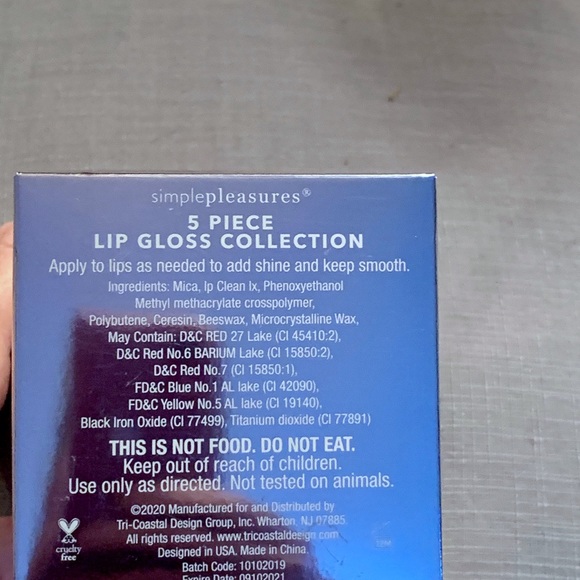 simplepleasures®
5 PIECE
LIP GLOSS COLLECTION
Apply to lips as needed to add shine and keep smooth.
Ingredients: Mica, Ip Clean Ix, Phenoxyethanol
Methyl methacrylate crosspolymer,
Polybutene, Ceresin, Beeswax, Microcrystalline Wax,
May Contain: D&C RED 27 Lake (CI 45410:2),
D&C Red No.6 BARIUM Lake (CI 15850:2),
D&C Red No.7 (CI 15850:1),
FD&C Blue No.1 AL lake (CI 42090),
FD&C Yellow No.5 AL lake (CI 19140),
Black Iron Oxide (CI 77499), Titanium dioxide (CI 77891)
THIS IS NOT FOOD. DO NOT EAT.
Keep out of reach of children.
Use only as directed. Not tested on animals.
©2020 Manufactured for and Distributed by
Tri-Coastal Design Group, Inc. Wharton, NJ 07885.
All rights reserved. www.tricoastaldesign.com
Designed in USA. Made in China.
Batch Code: 10102019
Expire Date: 09102021
cruelty
free